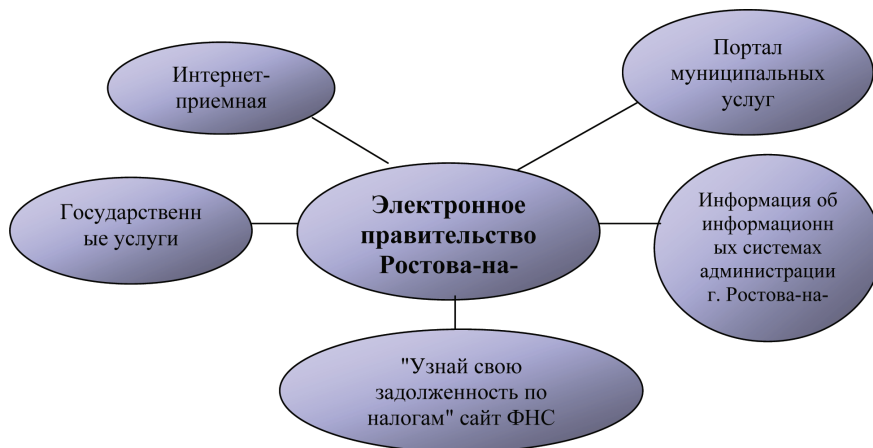 Интернет-
приемная
Портал
муниципальных
услуг
Государственн
ые услуги
Электронное
правительство
Ростова-на-
Информация об
информационн
ых системах
администрации
г. Ростова-на-
"Узнай свою
задолженность по
налогам" сайт ФНС